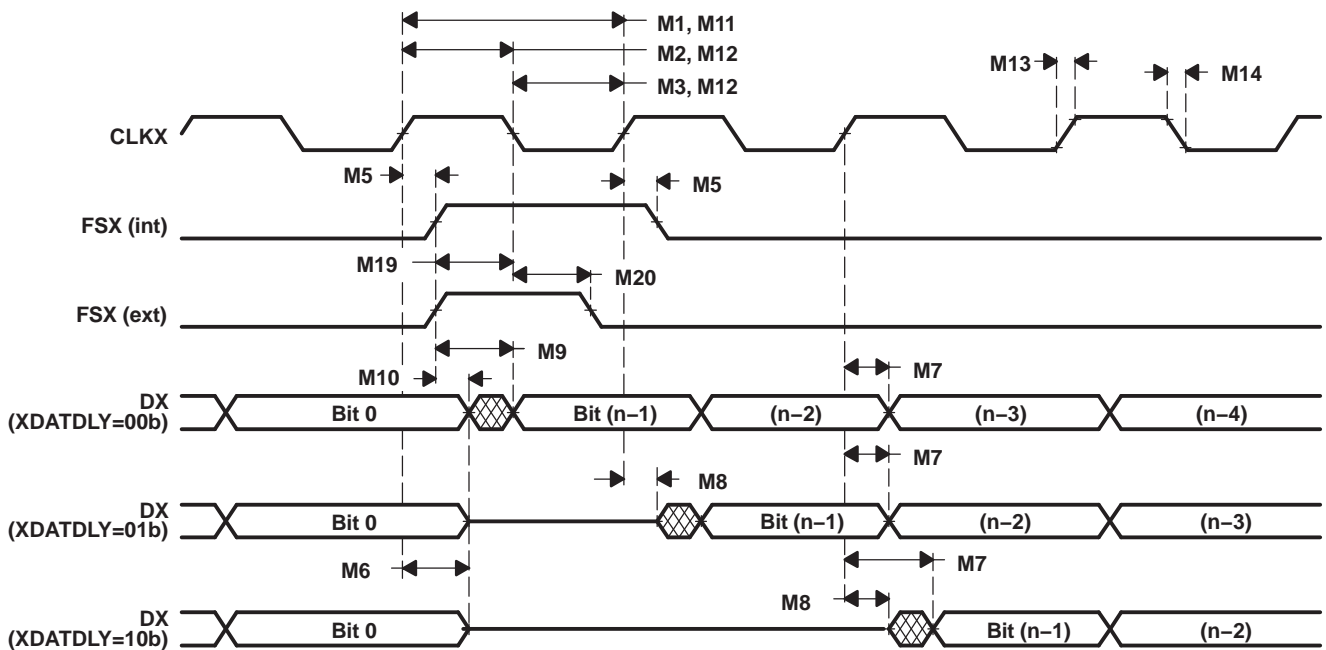 M1, M11
M2, M12
M3, M12
M13
M14
CLKX
M5
M5
FSX (int)
M19
M20
FSX (ext)
M9
M10
M7
DX
(XDATDLY=00b)
Bit 0
Bit (n−1)
(n−2)
(n−3)
(n−4)
M7
M8
DX
(XDATDLY=01b)
Bit 0
Bit (n−1)
(n−2)
(n−3)
M6
M7
M8
DX
(XDATDLY=10b)
Bit 0
Bit (n−1)
(n−2)